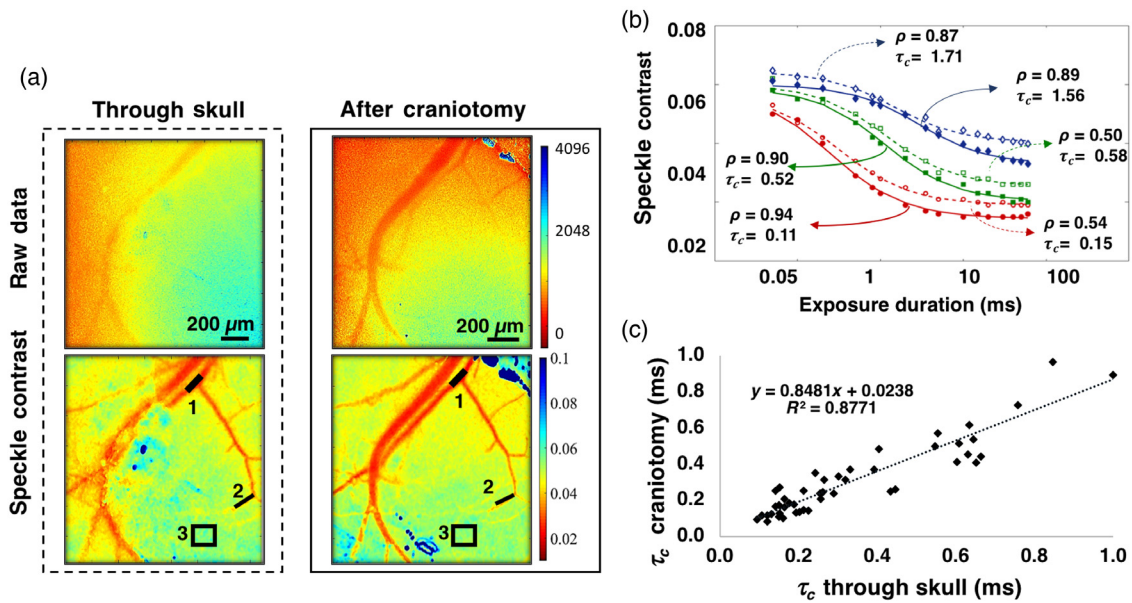 (a)
Through skull
After craniotomy
Raw data
Speckle contrast
200 µm
200 µm
4096
2048
0
1
2
3
1
2
3
0.1
0.08
0.06
0.04
0.02
(b)
Speckle contrast
0.08
0.06
0.04
0.02
ρ = 0.87
τc= 1.71
ρ = 0.89
τc= 1.56
ρ = 0.50
τc= 0.58
ρ = 0.90
τc= 0.52
ρ = 0.94
τc= 0.11
ρ = 0.54
τc= 0.15
0.05 1 10 100
Exposure duration (ms)
(c)
τc craniotomy (ms)
1.0
0.8
0.6
0.4
0.2
0.0
y = 0.8481x + 0.0238
R² = 0.8771
0.2 0.4 0.6 0.8 1.0
τc through skull (ms)